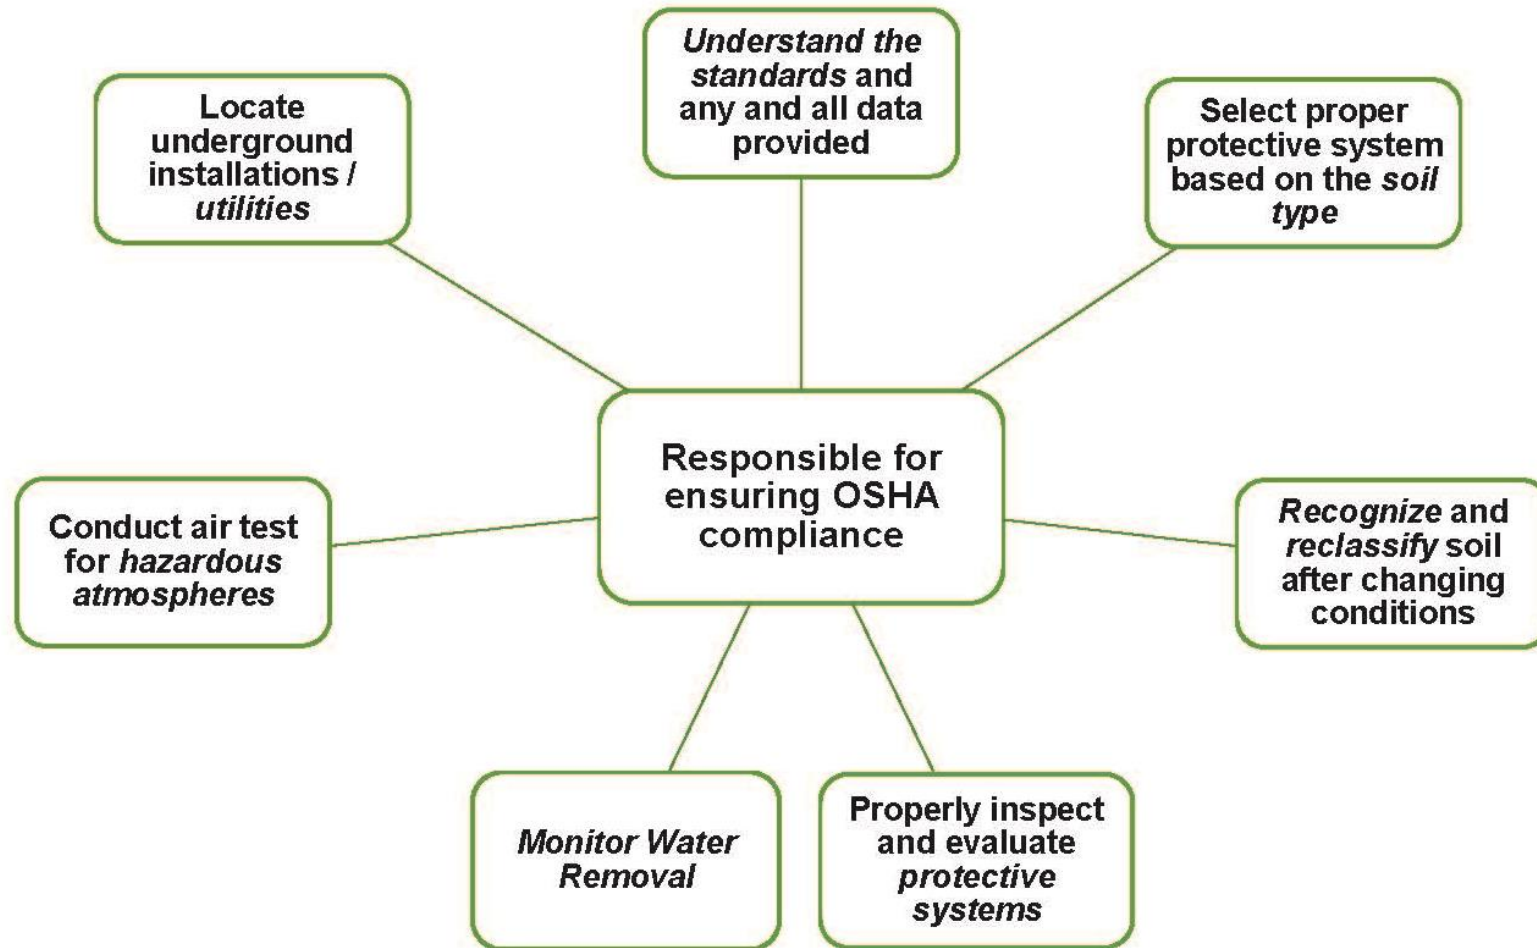 Understand the
standards and
any and all data
provided
Locate
underground
installations /
utilities
Select proper
protective system
based on the soil
type
Responsible for
ensuring OSHA
compliance
Conduct air test
for hazardous
atmospheres
Recognize and
reclassify soil
after changing
conditions
Monitor Water
Removal
Properly inspect
and evaluate
protective
systems